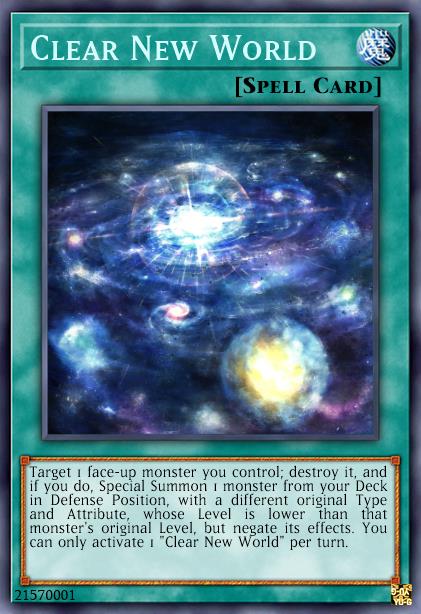 Clear New World
魔
[Spell Card]
Target 1 face-up monster you control; destroy it, and
if you do, Special Summon 1 monster from your Deck
in Defense Position, with a different original Type
and Attribute, whose Level is lower than that
monster's original Level, but negate its effects. You
can only activate 1 "Clear New World" per turn.
21570001